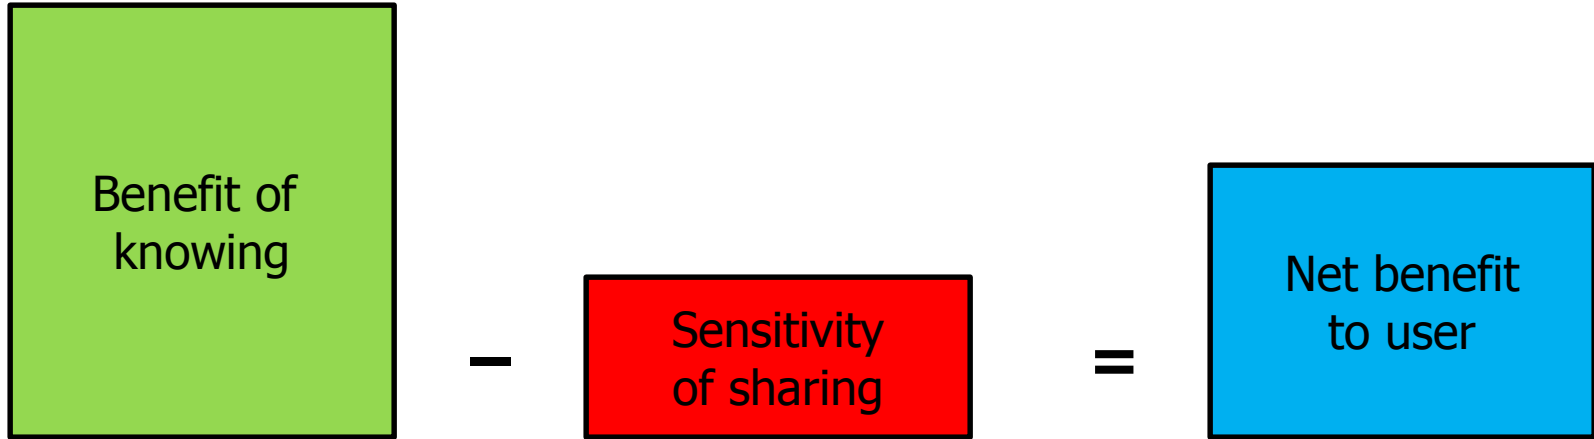 Benefit of
knowing
–
Sensitivity
of sharing
=
Net benefit
to user